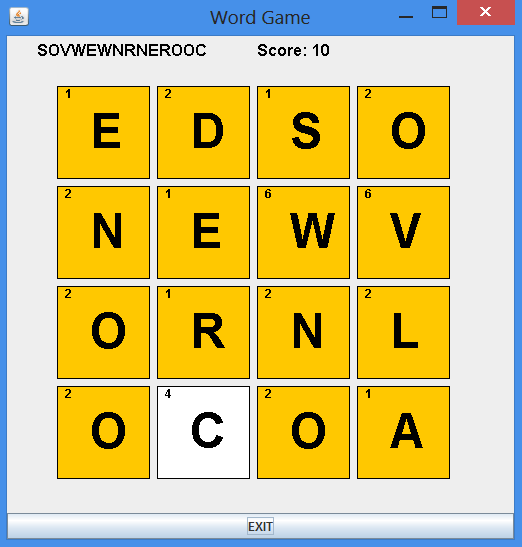 Word Game
SOVWEWNRNEROOC Score: 10
1 E 2 D 1 S 2 O
2 N 1 E 6 W 6 V
2 O 1 R 2 N 2 L
2 O 4 C 2 O 1 A
EXIT